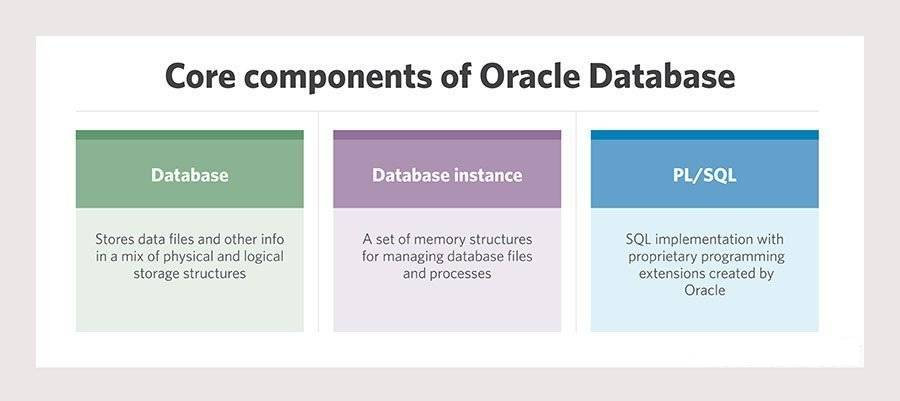 Core components of Oracle Database
Database
Stores data files and other info
in a mix of physical and logical
storage structures
Database instance
A set of memory structures
for managing database files
and processes
PL/SQL
SQL implementation with
proprietary programming
extensions created by
Oracle